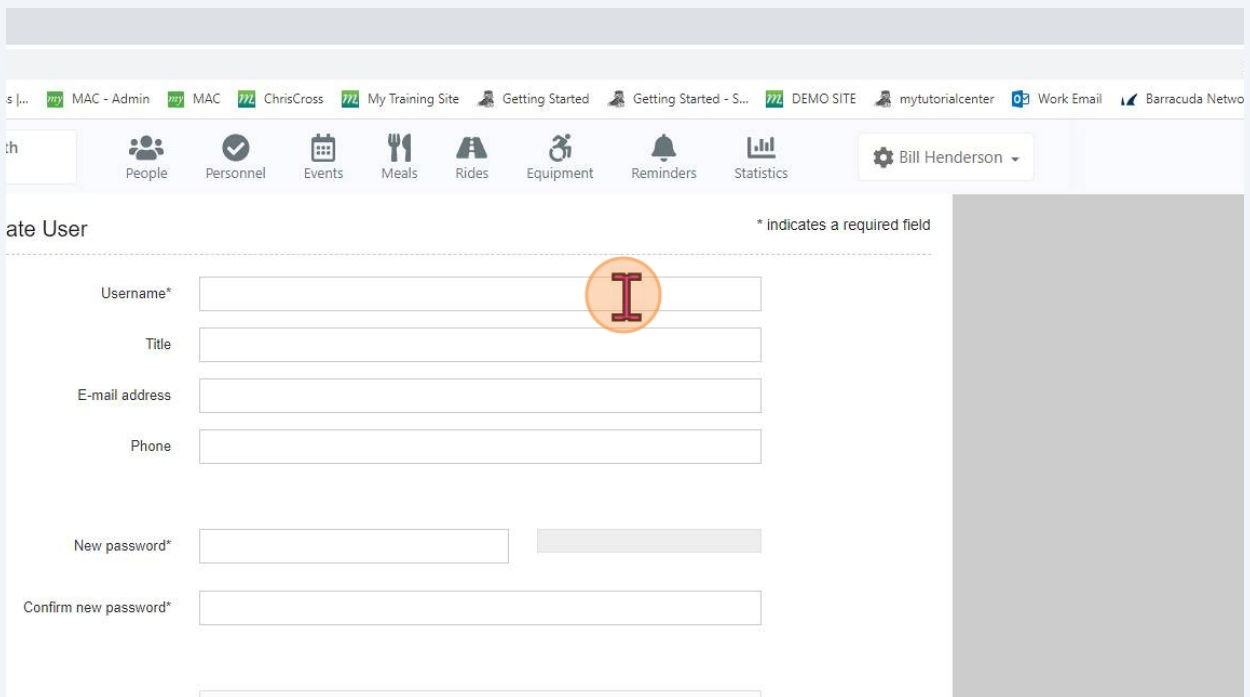 s |... my MAC - Admin my MAC m ChrisCross m My Training Site Getting Started Getting Started - S... m DEMO SITE mytutorialcenter Work Email Barracuda Netwo
th
People Personnel Events Meals Rides Equipment Reminders Statistics
Bill Henderson
ate User
* indicates a required field
Username*
Title
E-mail address
Phone
New password*
Confirm new password*